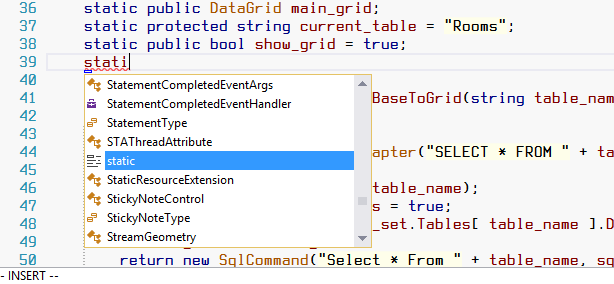 36 static public DataGrid main_grid;
37 static protected string current_table = "Rooms";
38 static public bool show_grid = true;
39 stati
40 StatementCompletedEventArgs
41 StatementCompletedEventHandler BaseToGrid(string table_nam
42 StatementType
43 STAThreadAttribute
44 static apter("SELECT * FROM " + ta
45 StaticResourceExtension
46 StickyNoteControl table_name);
47 StickyNoteType s = true;
48 StreamGeometry _set.Tables[ table_name ].D
49
50 return new SqlCommand("Select * From " + table_name, sq
- INSERT --